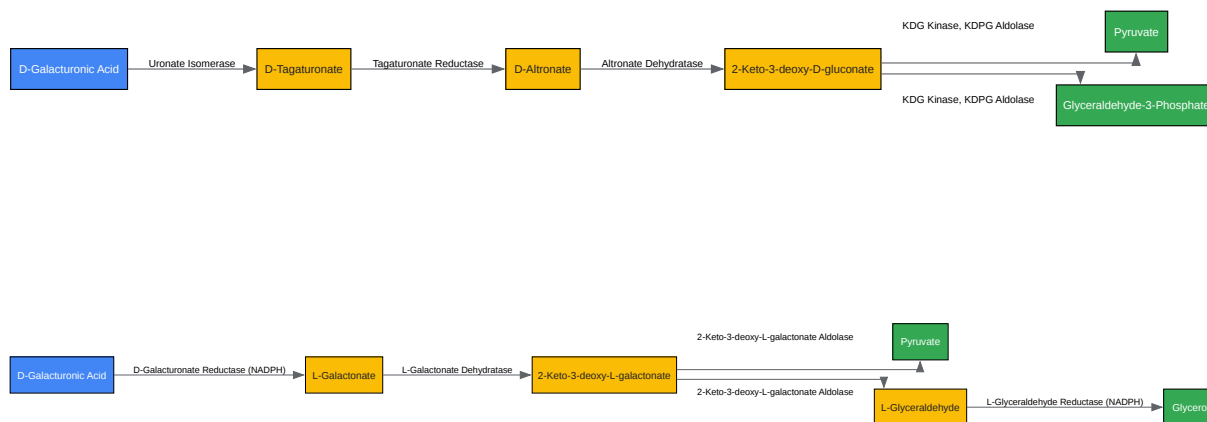 KDG Kinase, KDPG Aldolase
Pyruvate
D-Galacturonic Acid
Uronate Isomerase
D-Tagaturonate
Tagaturonate Reductase
D-Altronate
Altronate Dehydratase
2-Keto-3-deoxy-D-gluconate
KDG Kinase, KDPG Aldolase
Glyceraldehyde-3-Phosphate
2-Keto-3-deoxy-L-galactonate Aldolase
Pyruvate
D-Galacturonic Acid
D-Galacturonate Reductase (NADPH)
L-Galactonate
L-Galactonate Dehydratase
2-Keto-3-deoxy-L-galactonate
2-Keto-3-deoxy-L-galactonate Aldolase
L-Glyceraldehyde
L-Glyceraldehyde Reductase (NADPH)
Glycero